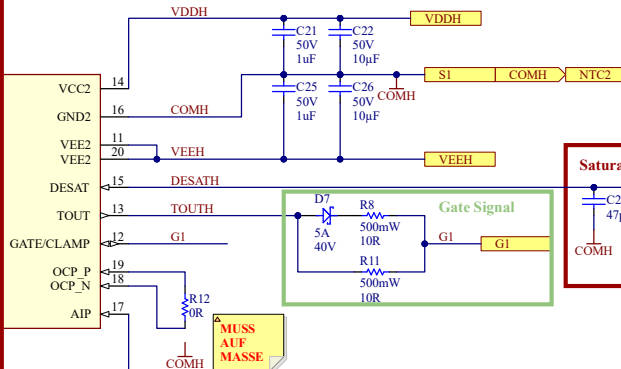 VDDH
VDDH
C21
50V
1uF
C22
50V
10µF
VCC2
14
GND2
16
COMH
COMH
S1
COMH
NTC2
C25
50V
1uF
C26
50V
10µF
VEE2
11
VEE2
20
VEEH
VEEH
DESAT
15
DESATH
TOUT
13
TOUTH
GATE/CLAMP
12
G1
D7
5A
40V
R8
500mW
10R
Gate Signal
G1
G1
R11
500mW
10R
OCP_P
19
OCP_N
18
R12
0R
AIP
17
COMH
MUSS
AUF
MASSE
COMH